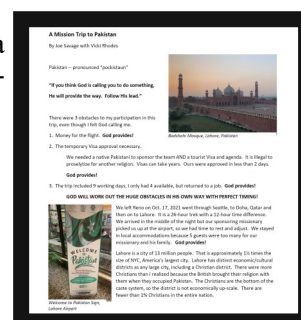 A Mission Trip to Pakistan
By Joe Savage with Vicki Rhodes
Pakistan – pronounced "pockistaun"
"If you think God is calling you to do something,
He will provide the way. Follow His lead."
There were 3 obstacles to my participation in this
trip, even though I felt God calling me.
Badshahi Mosque, Lahore, Pakistan
1. Money for the flight. God provides!
2. The temporary Visa approval necessary.
We needed a native Pakistani to sponsor the team AND a tourist Visa and agenda. It is illegal to
proselytize for another religion. Visas can take years. Ours were approved in less than 2 days.
God provides!
3. The trip included 9 working days, I only had 4 available, but returned to a job. God provides!
GOD WILL WORK OUT THE HUGE OBSTACLES IN HIS OWN WAY WITH PERFECT TIMING!
We left Reno on Oct. 17, 2021 went through Seattle, to Doha, Qatar and
then on to Lahore. It is a 26-hour trek with a 12-hour time difference.
We arrived in the middle of the night but our sponsoring missionary
picked us up at the airport, so we had time to rest and adjust. We stayed
in local accommodations because 5 guests were too many for our
missionary and his family. God provides!
Lahore is a city of 13 million people. That is approximately 1½ times the
size of NYC, America's largest city. Lahore has distinct economic/cultural
districts as any large city, including a Christian district. There were more
Christians than I realized because the British brought their religion with
them when they occupied Pakistan. The Christians are the bottom of the
caste system, so the district is not economically up-scale. There are
fewer than 2% Christians in the entire nation.
WELCOME
Pakistan
Welcome to Pakistan Sign,
Lahore Airport